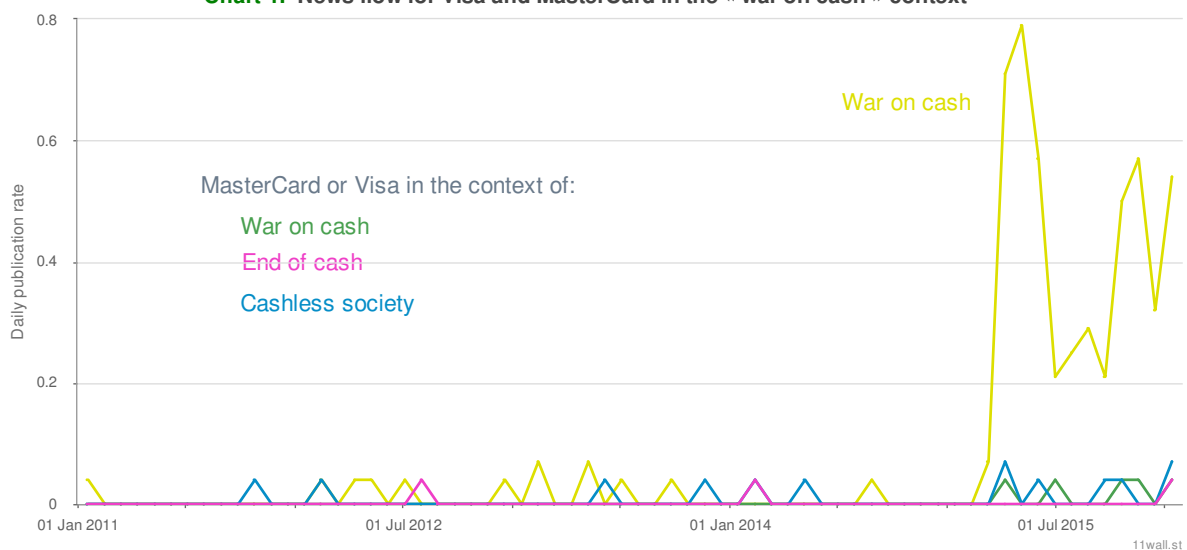 Chart 4: News flow for Visa and MasterCard in the « war on cash » context
0.8
War on cash
0.6
MasterCard or Visa in the context of:
War on cash
End of cash
Cashless society
Daily publication rate
0.4
0.2
0
01 Jan 2011
01 Jul 2012
01 Jan 2014
01 Jul 2015
11wall.st